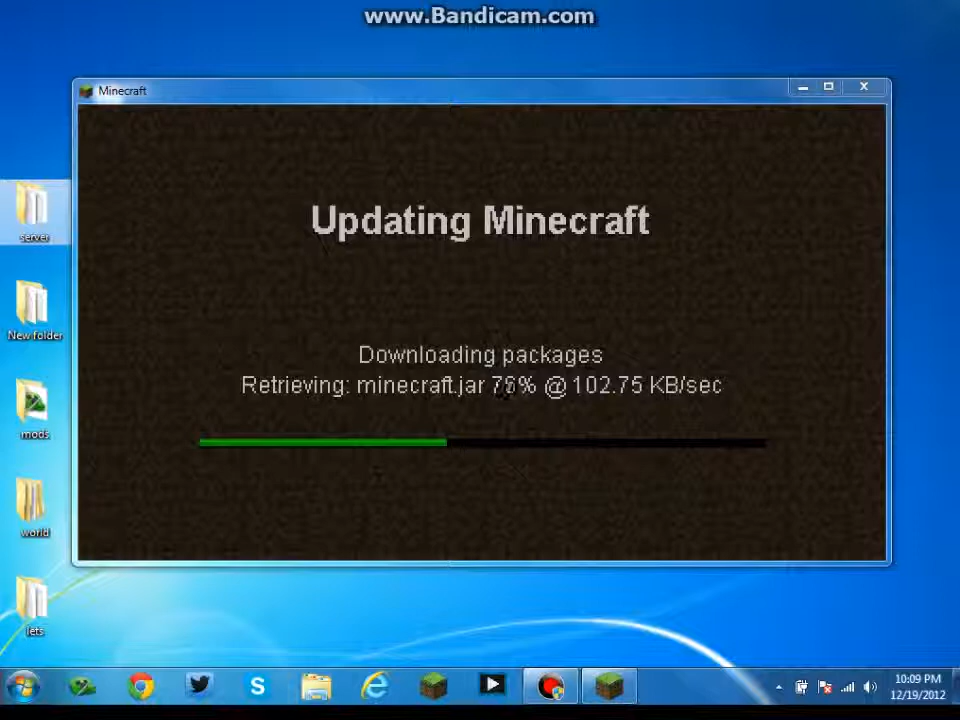 www.Bandicam.com
Minecraft
Updating Minecraft
server
New folder
Downloading packages
Retrieving: minecraft.jar 76% @ 102.75 KB/sec
mods
world
lets
10:09 PM
12/19/2012